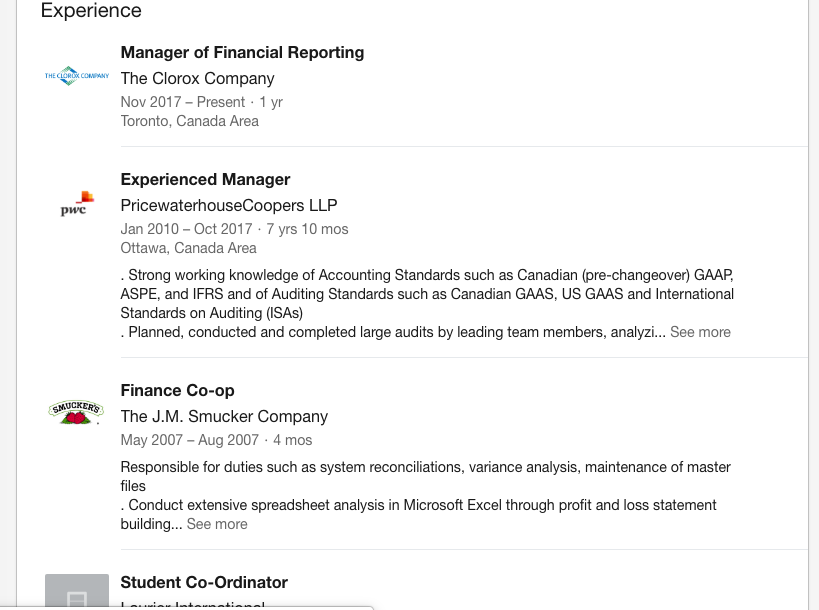 Experience
Manager of Financial Reporting
THE CLOROX COMPANY
The Clorox Company
Nov 2017 – Present · 1 yr
Toronto, Canada Area
Experienced Manager
pwc
PricewaterhouseCoopers LLP
Jan 2010 – Oct 2017 · 7 yrs 10 mos
Ottawa, Canada Area
. Strong working knowledge of Accounting Standards such as Canadian (pre-changeover) GAAP,
ASPE, and IFRS and of Auditing Standards such as Canadian GAAS, US GAAS and International
Standards on Auditing (ISAs)
. Planned, conducted and completed large audits by leading team members, analyzi... See more
Finance Co-op
SMUCKER'S
The J.M. Smucker Company
May 2007 – Aug 2007 · 4 mos
Responsible for duties such as system reconciliations, variance analysis, maintenance of master
files
. Conduct extensive spreadsheet analysis in Microsoft Excel through profit and loss statement
building... See more
Student Co-Ordinator
Laurier International